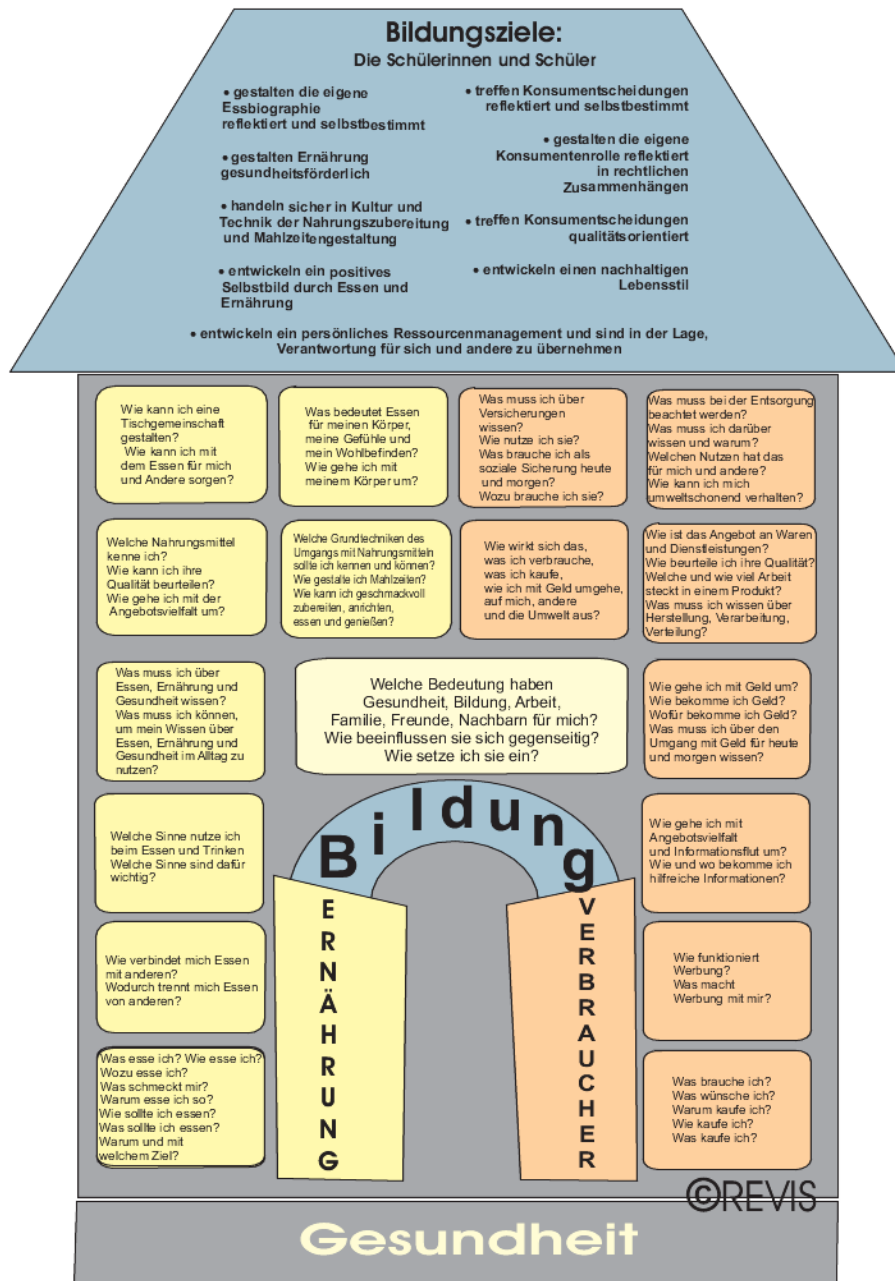 Bildungsziele:
Die Schülerinnen und Schüler
• gestalten die eigene
Essbiographie
reflektiert und selbstbestimmt
• gestalten Ernährung
gesundheitsförderlich
• handeln sicher in Kultur und
Technik der Nahrungszubereitung
und Mahlzeitengestaltung
• entwickeln ein positives
Selbstbild durch Essen und
Ernährung
• treffen Konsumentscheidungen
reflektiert und selbstbestimmt
• gestalten die eigene
Konsumentenrolle reflektiert
in rechtlichen
Zusammenhängen
• treffen Konsumentscheidungen
qualitätsorientiert
• entwickeln einen nachhaltigen
Lebensstil
• entwickeln ein persönliches Ressourcenmanagement und sind in der Lage,
Verantwortung für sich und andere zu übernehmen
Wie kann ich eine
Tischgemeinschaft
gestalten?
Wie kann ich mit
dem Essen für mich
und Andere sorgen?
Was bedeutet Essen
für meinen Körper,
meine Gefühle und
mein Wohlbefinden?
Wie gehe ich mit
meinem Körper um?
Was muss ich über
Versicherungen
wissen?
Wie nutze ich sie?
Was brauche ich als
soziale Sicherung heute
und morgen?
Wozu brauche ich sie?
Was muss bei der Entsorgung
beachtet werden?
Was muss ich darüber
wissen und warum?
Welchen Nutzen hat das
für mich und andere?
Wie kann ich mich
umweltschonend verhalten?
Welche Nahrungsmittel
kenne ich?
Wie kann ich ihre
Qualität beurteilen?
Wie gehe ich mit der
Angebotsvielfalt um?
Welche Grundtechniken des
Umgangs mit Nahrungsmitteln
sollte ich kennen und können?
Wie gestalte ich Mahlzeiten?
Wie kann ich geschmackvoll
zubereiten, anrichten,
essen und genießen?
Wie wirkt sich das,
was ich verbrauche,
was ich kaufe,
wie ich mit Geld umgehe,
auf mich, andere
und die Umwelt aus?
Wie ist das Angebot an Waren
und Dienstleistungen?
Wie beurteile ich ihre Qualität?
Welche und wie viel Arbeit
steckt in einem Produkt?
Was muss ich wissen über
Herstellung, Verarbeitung,
Verteilung?
Was muss ich über
Essen, Ernährung und
Gesundheit wissen?
Was muss ich können,
um mein Wissen über
Essen, Ernährung und
Gesundheit im Alltag zu
nutzen?
Welche Bedeutung haben
Gesundheit, Bildung, Arbeit,
Familie, Freunde, Nachbarn für mich?
Wie beeinflussen sie sich gegenseitig?
Wie setze ich sie ein?
Wie gehe ich mit Geld um?
Wie bekomme ich Geld?
Wofür bekomme ich Geld?
Was muss ich über den
Umgang mit Geld für heute
und morgen wissen?
Welche Sinne nutze ich
beim Essen und Trinken
Welche Sinne sind dafür
wichtig?
Bildung
Wie gehe ich mit
Angebotsvielfalt
und Informationsflut um?
Wie und wo bekomme ich
hilfreiche Informationen?
ERNÄHRUNG
VERBRAUCHER
Wie verbindet mich Essen
mit anderen?
Wodurch trennt mich Essen
von anderen?
Wie funktioniert
Werbung?
Was macht
Werbung mit mir?
Was esse ich? Wie esse ich?
Wozu esse ich?
Was schmeckt mir?
Warum esse ich so?
Wie sollte ich essen?
Was sollte ich essen?
Warum und mit
welchem Ziel?
Was brauche ich?
Was wünsche ich?
Warum kaufe ich?
Wie kaufe ich?
Was kaufe ich?
©REVIS
Gesundheit